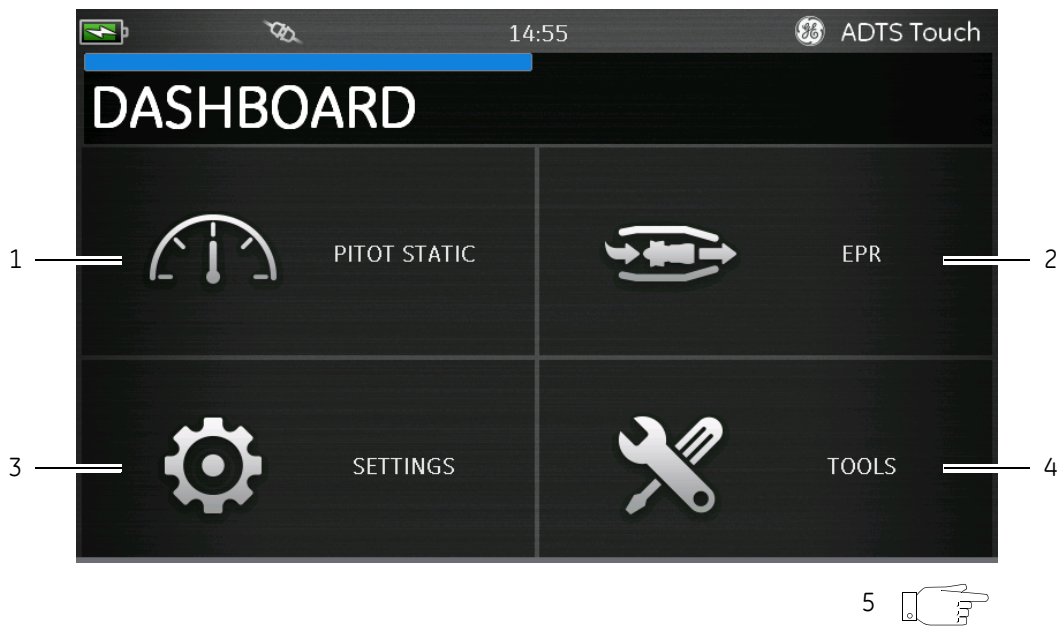 14:55 ADTS Touch
DASHBOARD
1 PITOT STATIC EPR 2
3 SETTINGS TOOLS 4
5